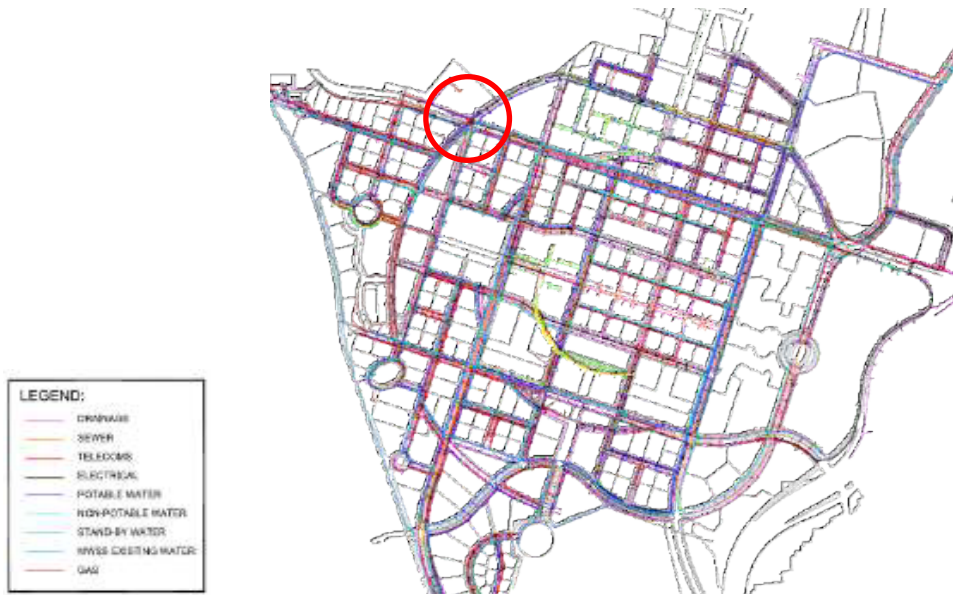 LEGEND:
DRAINAGE
SEWER
TELECOMS
ELECTRICAL
POTABLE WATER
NON-POTABLE WATER
STAND-BY WATER
MWSS EXISTING WATER
GAS